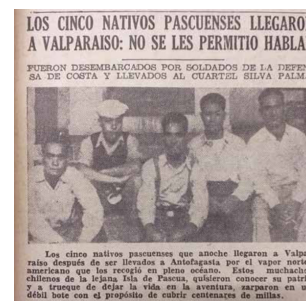 LOS CINCO NATIVOS PASCUENSES LLEGARO
A VALPARAISO: NO SE LES PERMITIO HABLA
FUERON DESEMBARCADOS POR SOLDADOS DE LA DEFEN
SA DE COSTA Y LLEVADOS AL CUARTEL SILVA PALM
Los cinco nativos pascuenses que anoche llegaron a Valpa
raíso después de ser llevados a Antofagasta por el vapor norte
americano que los recogió en pleno océano. Estos muchacho
chilenos de la lejana Isla de Pascua, quisieron conocer su patri
y a trueque de dejar la vida en la aventura, zarparon en u
débil bote con el propósito de cubrir centenares de millas.